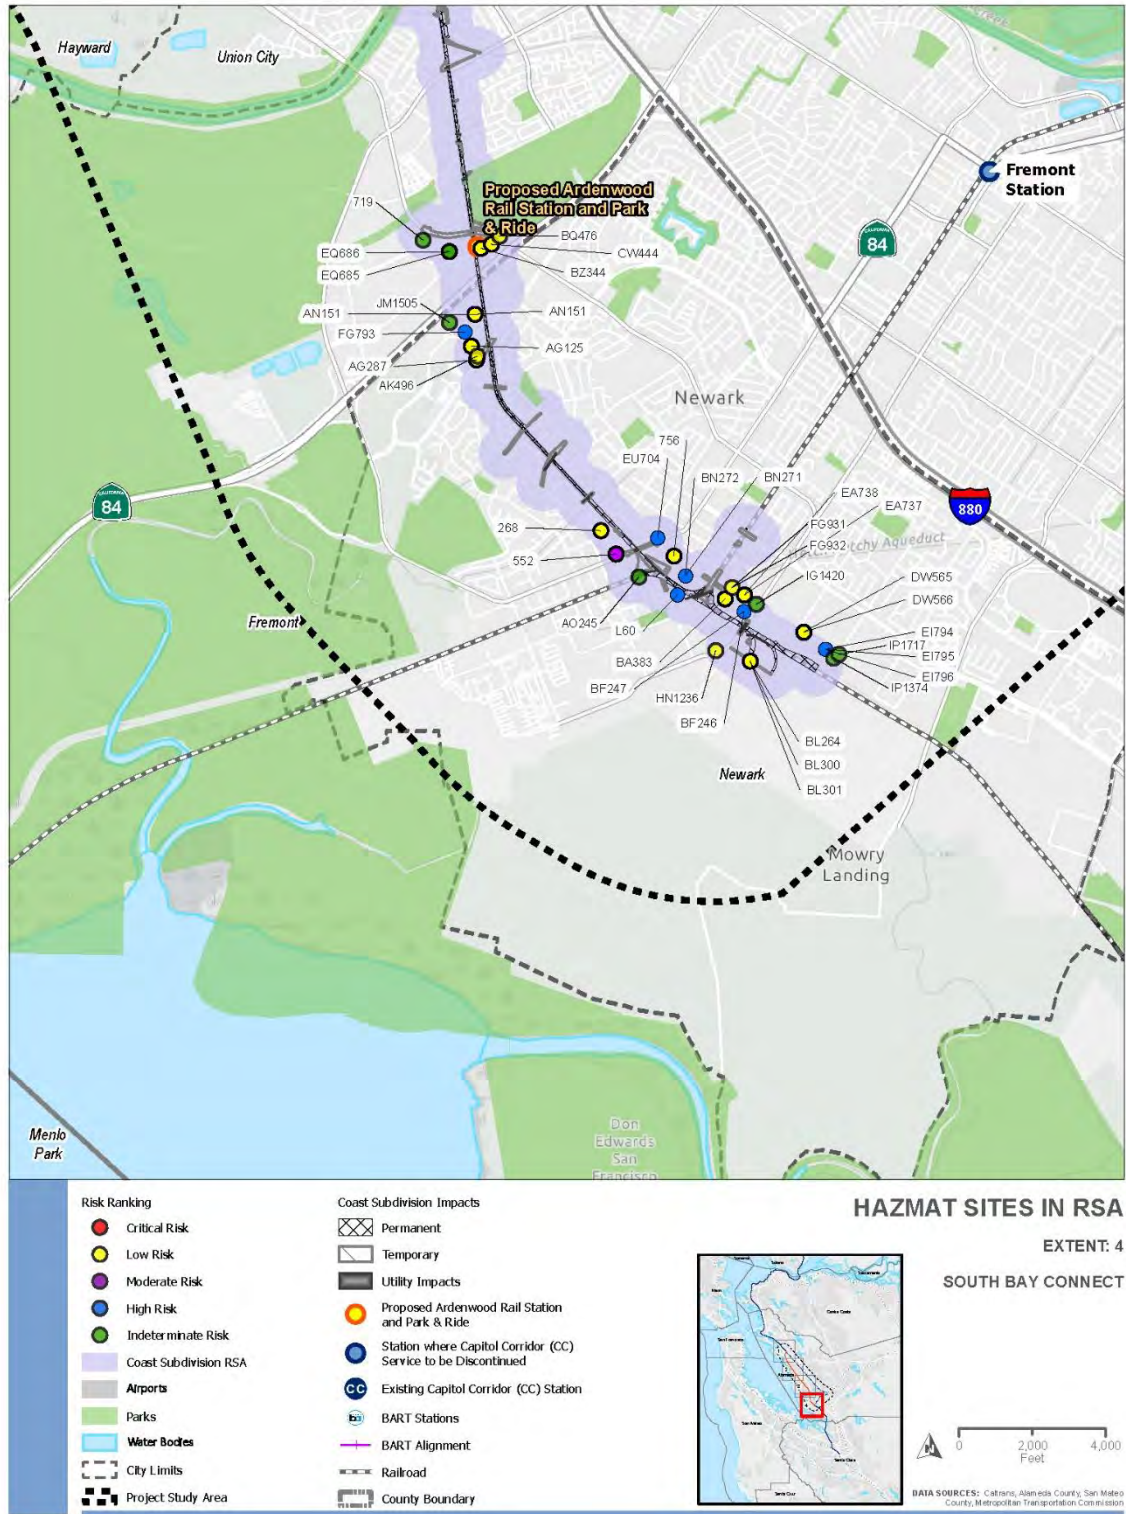 Hayward
Union City
Creek
Fremont
Station
Proposed Ardenwood
Rail Station and Park
& Ride
719
EQ686
EQ685
BQ476
CW444
BZ344
CALIFORNIA
84
JM1505
AN151
AN151
FG793
AG125
AG287
AK496
Newark
756
EU704
BN272
BN271
EA738
EA737
CALIFORNIA
84
880
FG931
FG932
Aqueduct
268
552
IG1420
DW565
DW566
Fremont
AO245
L60
EI794
IP1717
EI795
EI796
IP1374
BA383
BF247
HN1236
BF246
BL264
BL300
BL301
Newark
Mowry
Landing
Menlo
Park
Don
Edwards
San
Francisco
Risk Ranking
Critical Risk
Low Risk
Moderate Risk
High Risk
Indeterminate Risk
Coast Subdivision RSA
Airports
Parks
Water Bodies
City Limits
Project Study Area
Coast Subdivision Impacts
Permanent
Temporary
Utility Impacts
Proposed Ardenwood Rail Station
and Park & Ride
Station where Capitol Corridor (CC)
Service to be Discontinued
CC
Existing Capitol Corridor (CC) Station
BART Stations
BART Alignment
Railroad
County Boundary
HAZMAT SITES IN RSA
EXTENT: 4
SOUTH BAY CONNECT
0 2,000 4,000
Feet
DATA SOURCES: Caltrans, Alameda County, San Mateo
County, Metropolitan Transportation Commission